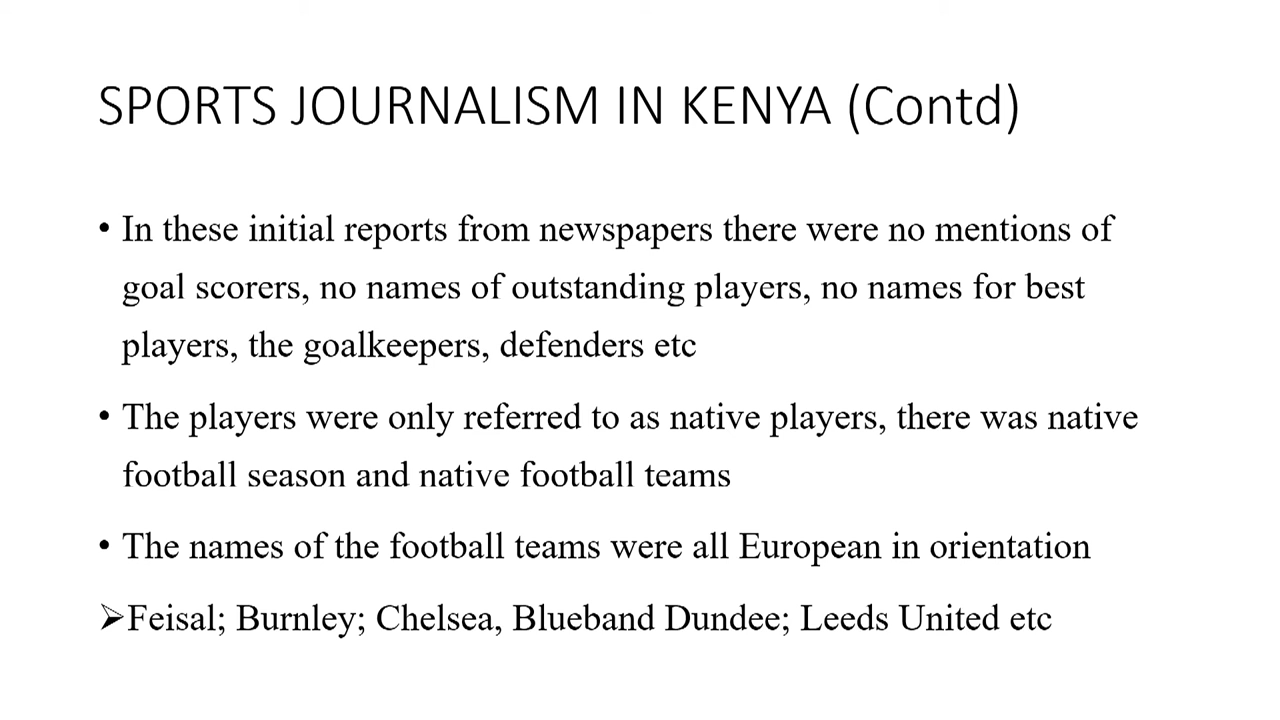 SPORTS JOURNALISM IN KENYA (Contd)
• In these initial reports from newspapers there were no mentions of
goal scorers, no names of outstanding players, no names for best
players, the goalkeepers, defenders etc
• The players were only referred to as native players, there was native
football season and native football teams
• The names of the football teams were all European in orientation
➢Feisal; Burnley; Chelsea, Blueband Dundee; Leeds United etc